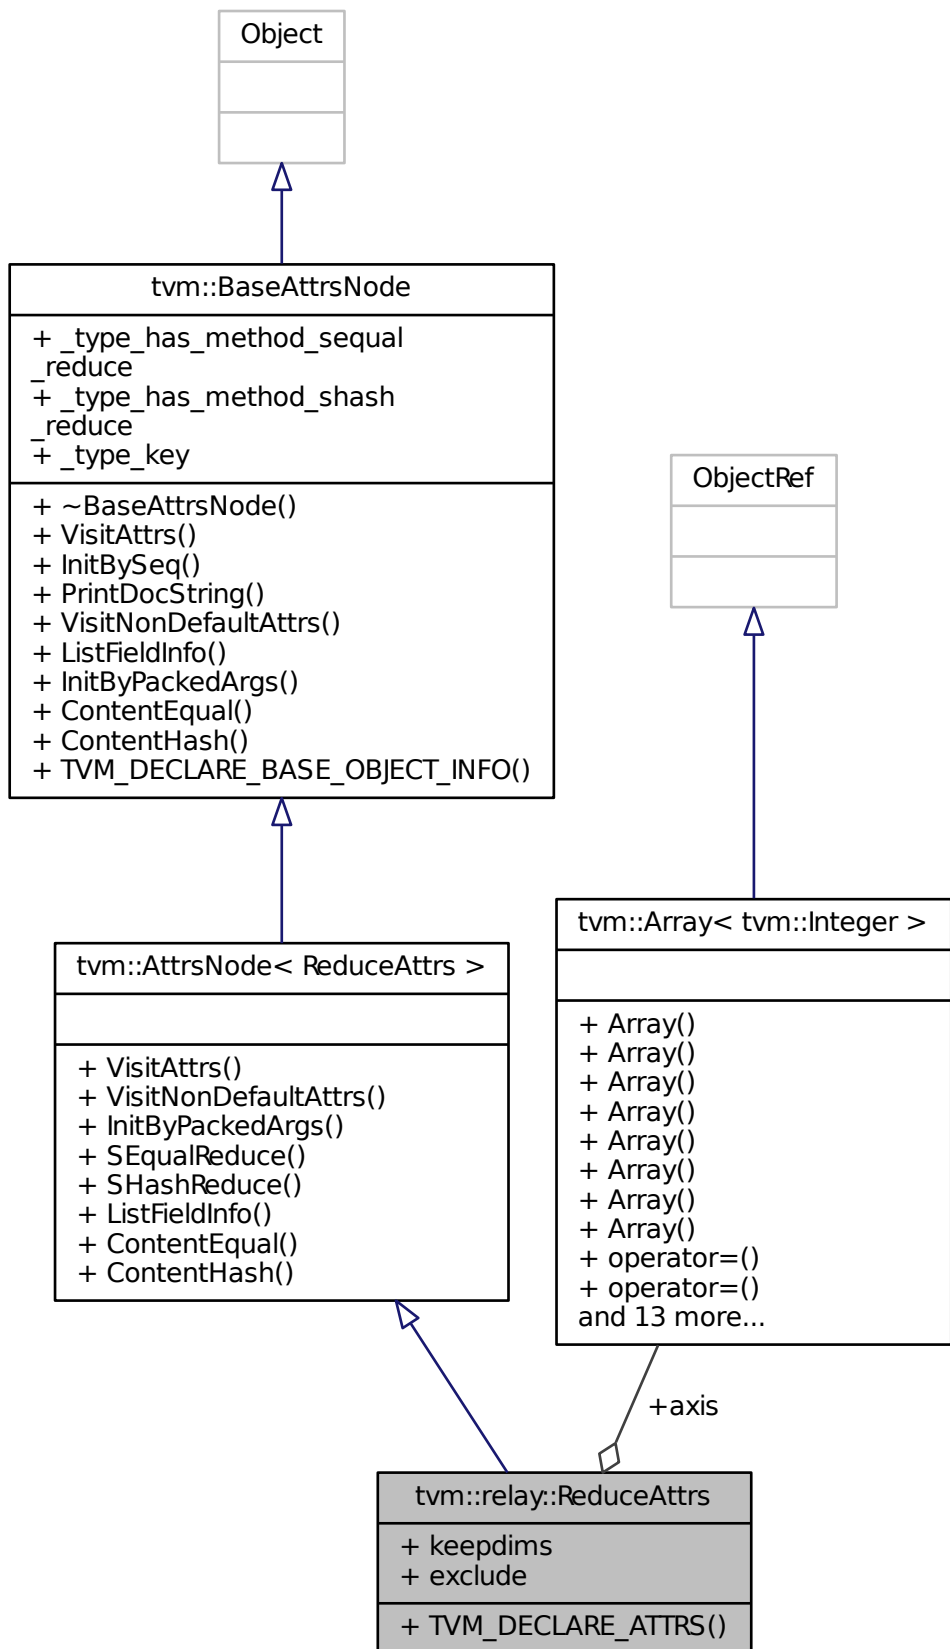 Object
tvm::BaseAttrsNode
+ _type_has_method_sequal
_reduce
+ _type_has_method_shash
_reduce
+ _type_key
+ ~BaseAttrsNode()
+ VisitAttrs()
+ InitBySeq()
+ PrintDocString()
+ VisitNonDefaultAttrs()
+ ListFieldInfo()
+ InitByPackedArgs()
+ ContentEqual()
+ ContentHash()
+ TVM_DECLARE_BASE_OBJECT_INFO()
ObjectRef
tvm::AttrsNode< ReduceAttrs >
+ VisitAttrs()
+ VisitNonDefaultAttrs()
+ InitByPackedArgs()
+ SEqualReduce()
+ SHashReduce()
+ ListFieldInfo()
+ ContentEqual()
+ ContentHash()
tvm::Array< tvm::Integer >
+ Array()
+ Array()
+ Array()
+ Array()
+ Array()
+ Array()
+ Array()
+ Array()
+ operator=()
+ operator=()
and 13 more...
+axis
tvm::relay::ReduceAttrs
+ keepdims
+ exclude
+ TVM_DECLARE_ATTRS()